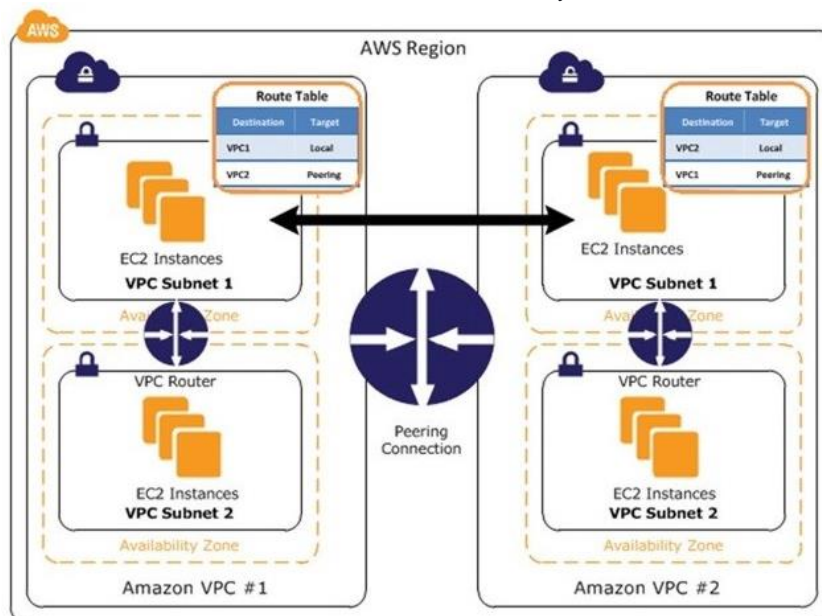 AWS
AWS Region
Route Table
Destination Target
VPC1 Local
VPC2 Peering
EC2 Instances
VPC Subnet 1
Availability Zone
VPC Router
EC2 Instances
VPC Subnet 2
Availability Zone
Amazon VPC #1
Peering
Connection
Route Table
Destination Target
VPC2 Local
VPC1 Peering
EC2 Instances
VPC Subnet 1
Availability Zone
VPC Router
EC2 Instances
VPC Subnet 2
Availability Zone
Amazon VPC #2